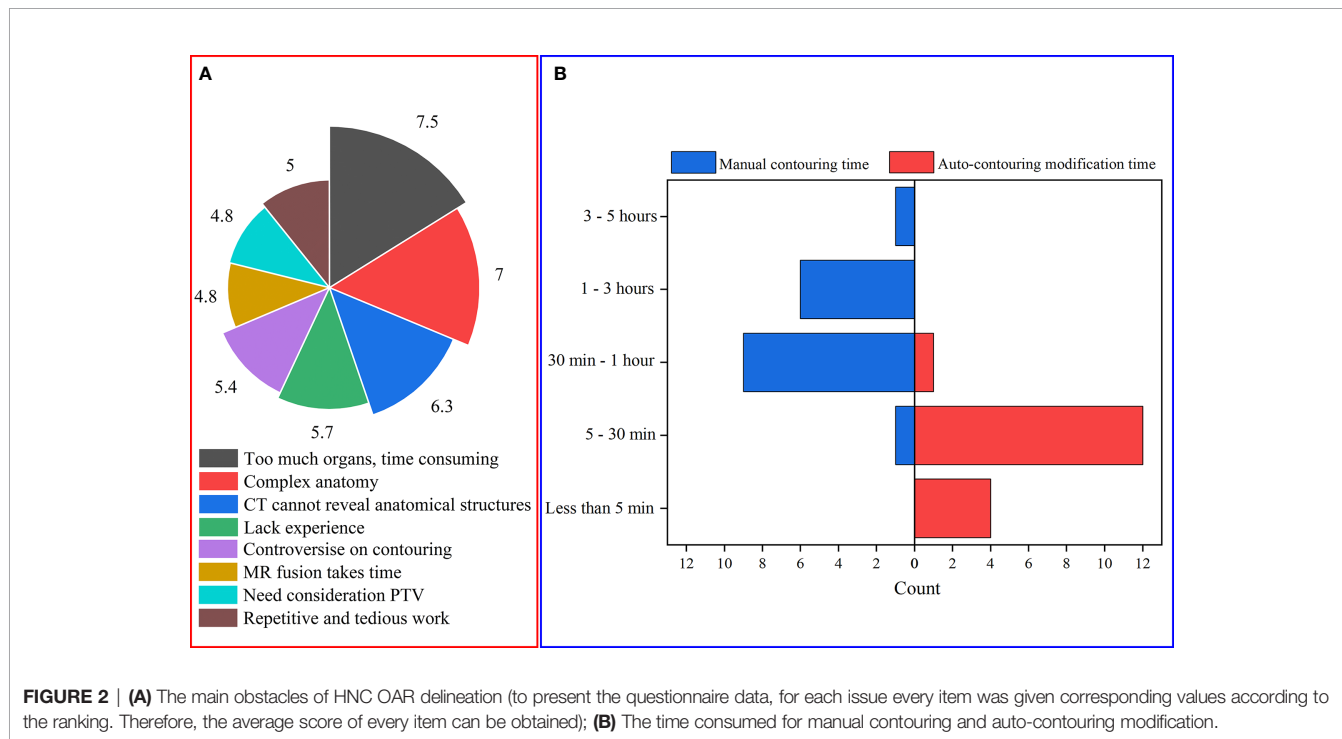 A
7.5
7
6.3
5.7
5.4
4.8
4.8
5
Too much organs, time consuming
Complex anatomy
CT cannot reveal anatomical structures
Lack experience
Controversise on contouring
MR fusion takes time
Need consideration PTV
Repetitive and tedious work
B
Manual contouring time Auto-contouring modification time
3 - 5 hours
1 - 3 hours
30 min - 1 hour
5 - 30 min
Less than 5 min
12 10 8 6 4 2 0 2 4 6 8 10 12
Count
FIGURE 2 | (A) The main obstacles of HNC OAR delineation (to present the questionnaire data, for each issue every item was given corresponding values according to
the ranking. Therefore, the average score of every item can be obtained); (B) The time consumed for manual contouring and auto-contouring modification.